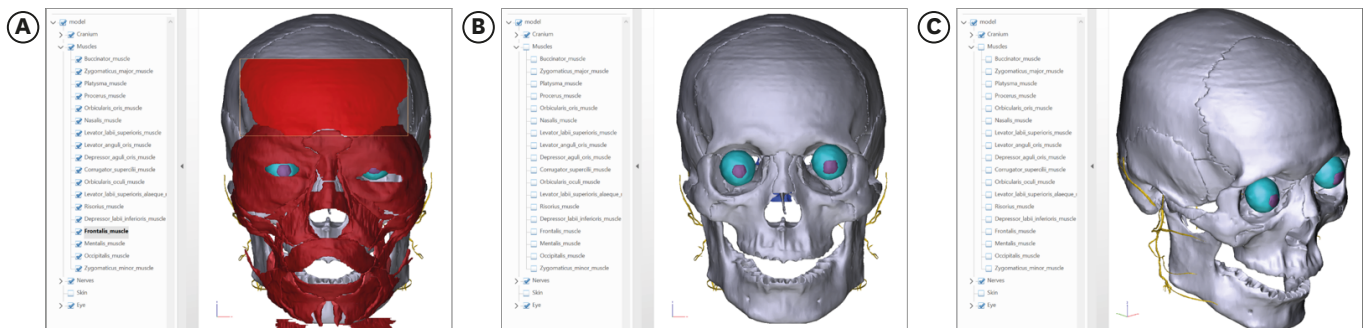 A
model
Cranium
Muscles
Buccinator_muscle
Zygomaticus_major_muscle
Platysma_muscle
Procerus_muscle
Orbicularis_oris_muscle
Nasalis_muscle
Levator_labii_superioris_muscle
Levator_anguli_oris_muscle
Depressor_aguli_oris_muscle
Corrugator_supercilii_muscle
Orbicularis_oculi_muscle
Levator_labii_superioris_alaeque_
Risorius_muscle
Depressor_labii_inferioris_muscle
Frontalis_muscle
Mentalis_muscle
Occipitalis_muscle
Zygomaticus_minor_muscle
Nerves
Skin
Eye
B
model
Cranium
Muscles
Buccinator_muscle
Zygomaticus_major_muscle
Platysma_muscle
Procerus_muscle
Orbicularis_oris_muscle
Nasalis_muscle
Levator_labii_superioris_muscle
Levator_anguli_oris_muscle
Depressor_aguli_oris_muscle
Corrugator_supercilii_muscle
Orbicularis_oculi_muscle
Levator_labii_superioris_alaeque_
Risorius_muscle
Depressor_labii_inferioris_muscle
Frontalis_muscle
Mentalis_muscle
Occipitalis_muscle
Zygomaticus_minor_muscle
Nerves
Skin
Eye
C
model
Cranium
Muscles
Buccinator_muscle
Zygomaticus_major_muscle
Platysma_muscle
Procerus_muscle
Orbicularis_oris_muscle
Nasalis_muscle
Levator_labii_superioris_muscle
Levator_anguli_oris_muscle
Depressor_aguli_oris_muscle
Corrugator_supercilii_muscle
Orbicularis_oculi_muscle
Levator_labii_superioris_alaeque_
Risorius_muscle
Depressor_labii_inferioris_muscle
Frontalis_muscle
Mentalis_muscle
Occipitalis_muscle
Zygomaticus_minor_muscle
Nerves
Skin
Eye